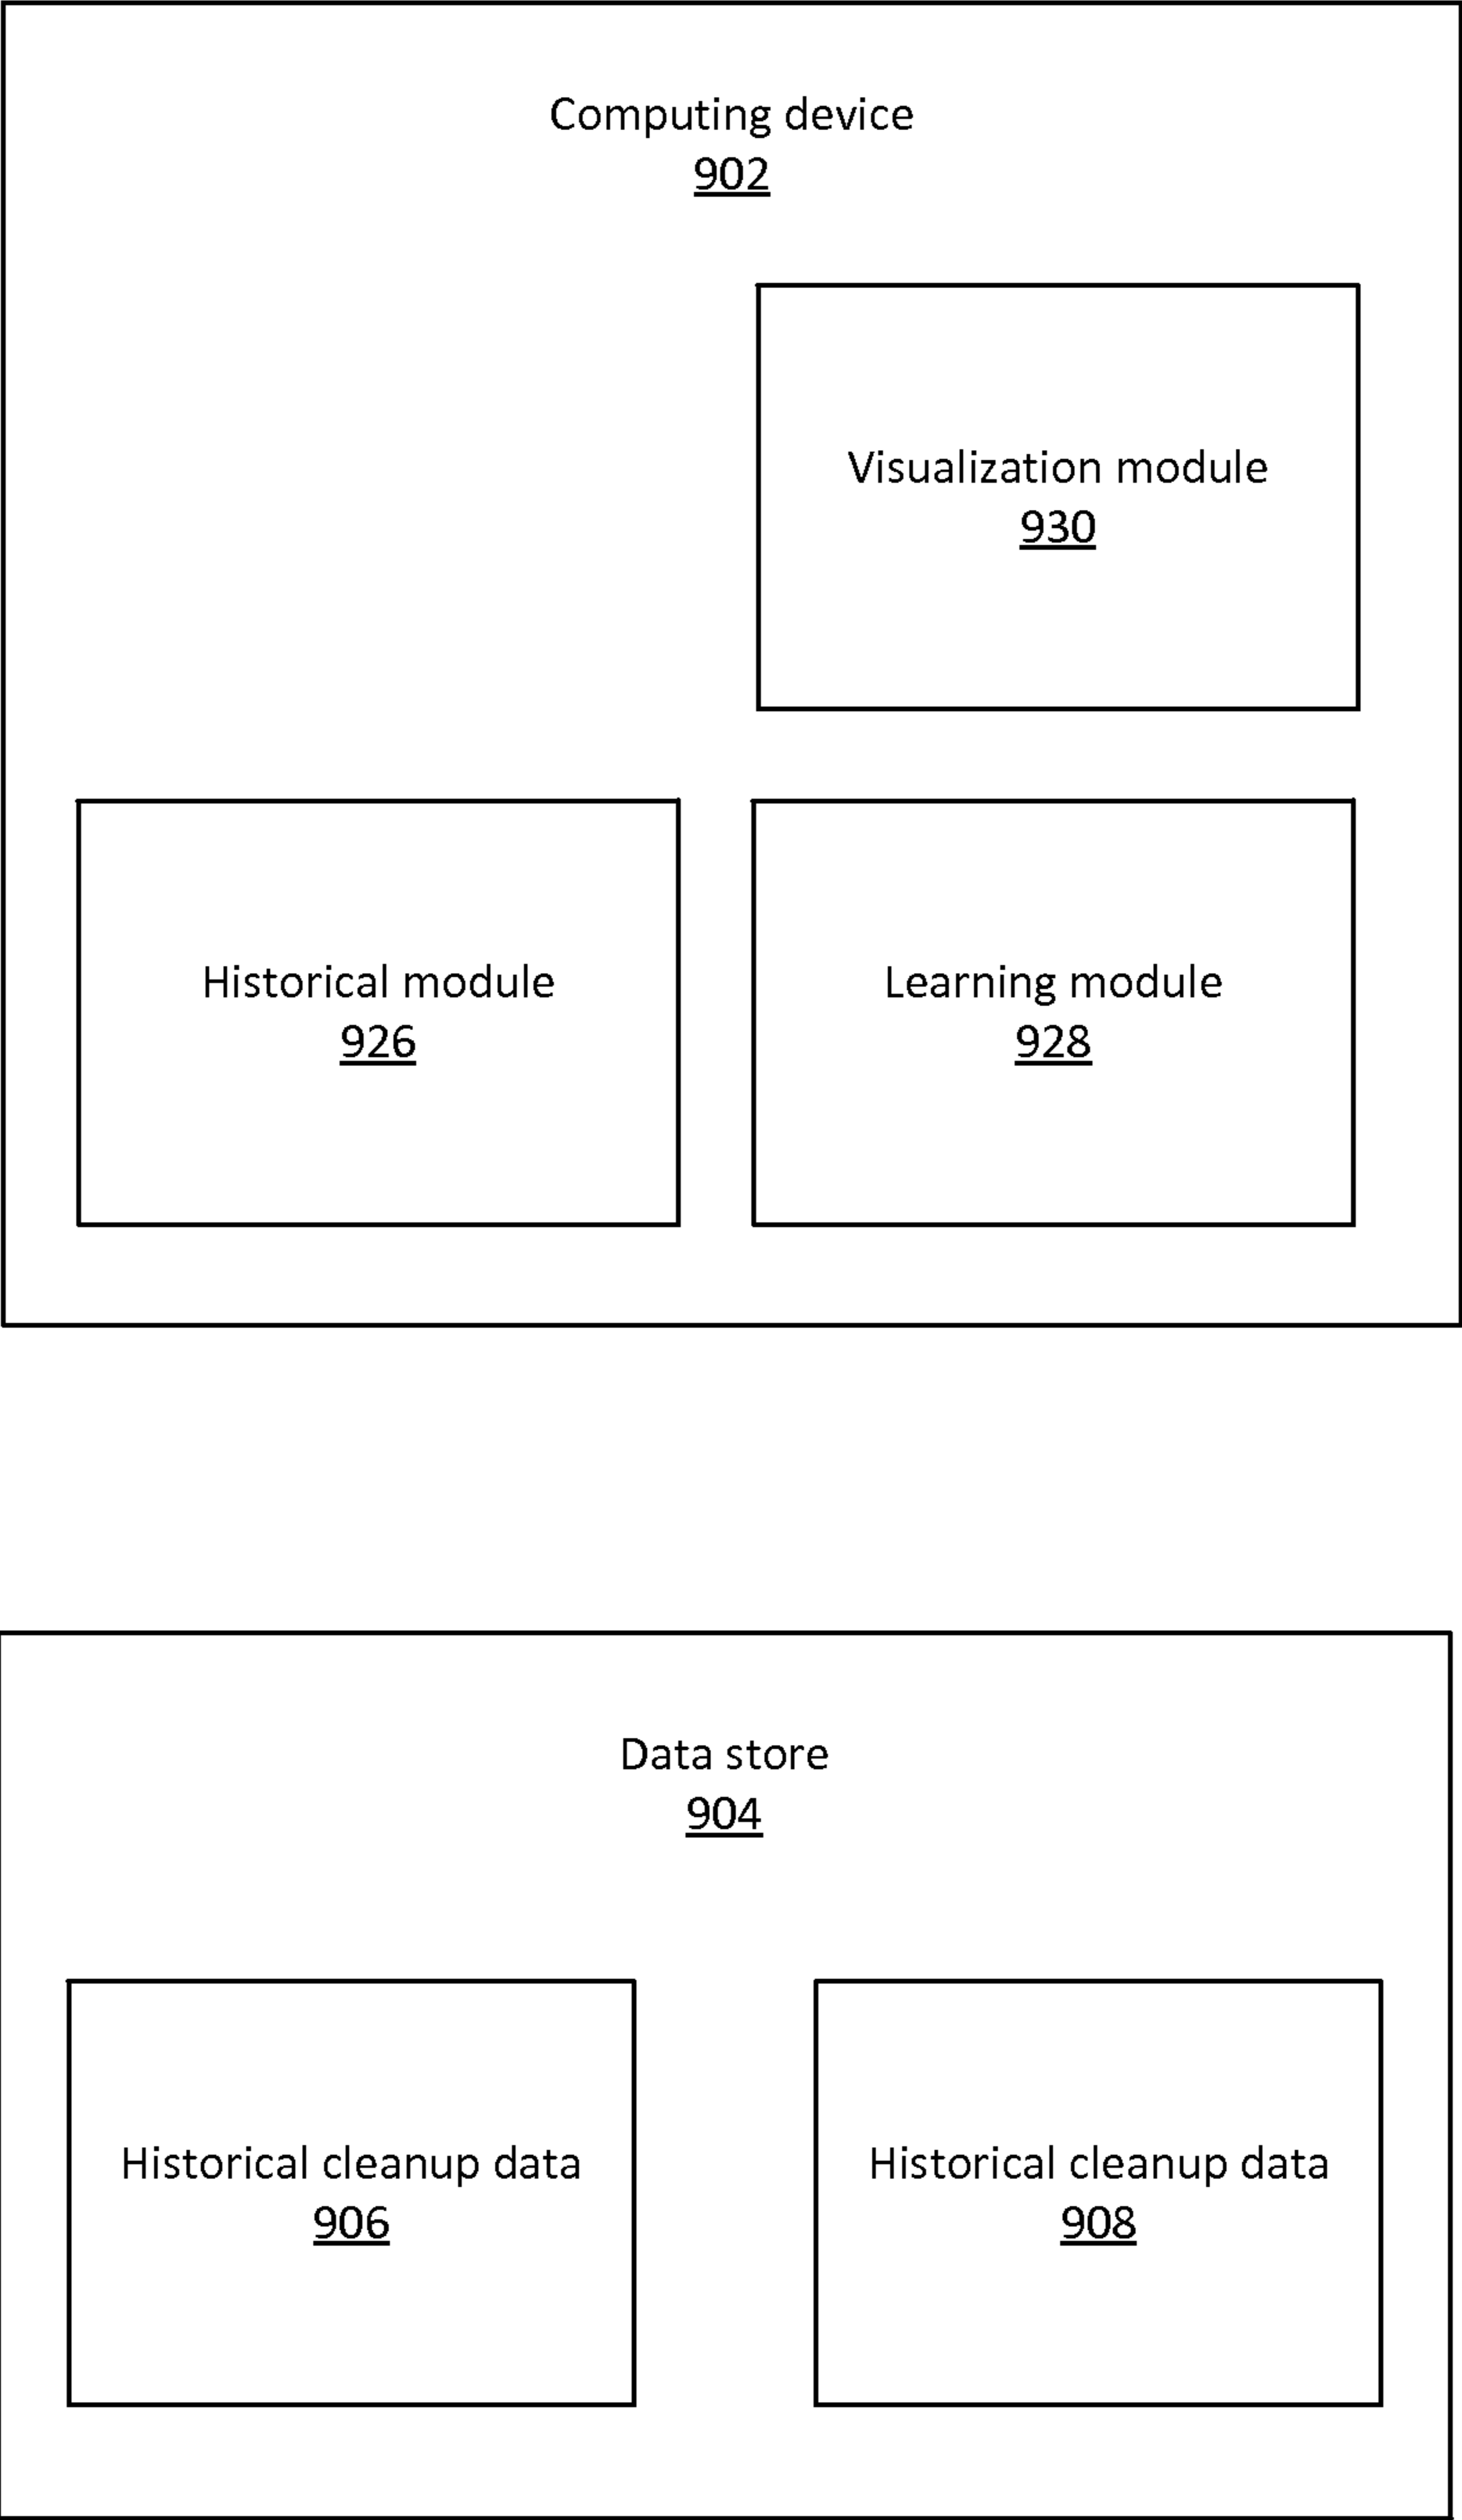 Computing device
902
Visualization module
930
Historical module
926
Learning module
928
Data store
904
Historical cleanup data
906
Historical cleanup data
908